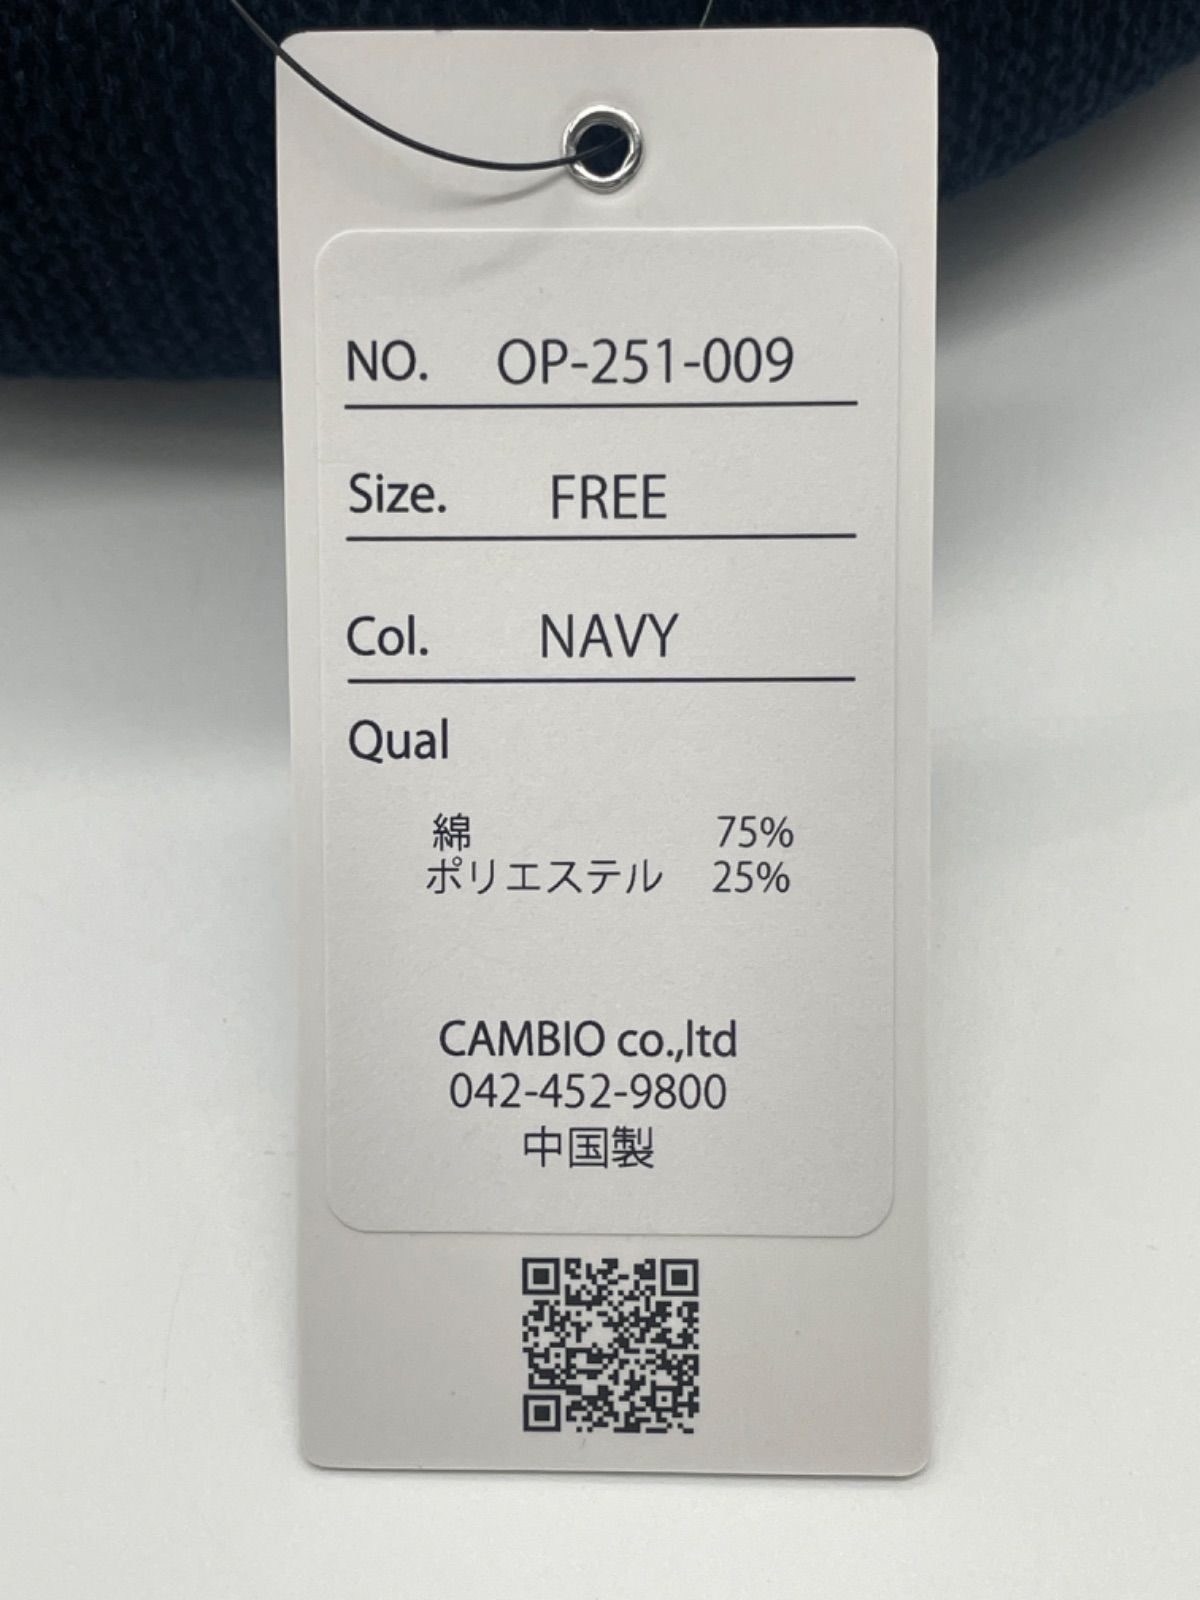 NO. OP-251-009
Size. FREE
Col. NAVY
Qual
綿 75%
ポリエステル 25%
CAMBIO co.,ltd
042-452-9800
中国製